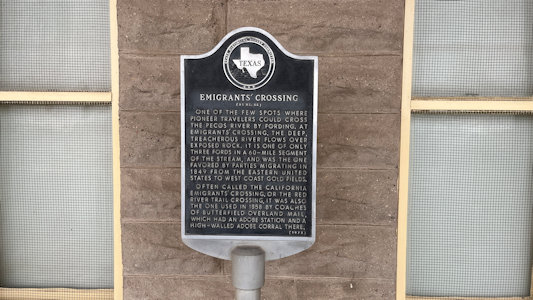 TEXAS
EMIGRANTS' CROSSING
ONE OF THE FEW SPOTS WHERE
PIONEER TRAVELERS COULD CROSS
THE PECOS RIVER BY FORDING. AT
EMIGRANTS' CROSSING, THE DEEP,
TREACHEROUS RIVER FLOWS OVER
EXPOSED ROCK. IT IS ONE OF ONLY
THREE FORDS IN A 60-MILE SEGMENT
OF THE STREAM, AND WAS THE ONE
FAVORED BY PARTIES MIGRATING IN
1849 FROM THE EASTERN UNITED
STATES TO WEST COAST GOLD FIELDS.
OFTEN CALLED THE CALIFORNIA
EMIGRANTS' CROSSING, OR THE RED
RIVER TRAIL CROSSING, IT WAS ALSO
THE ONE USED IN 1858 BY COACHES
OF BUTTERFIELD OVERLAND MAIL,
WHICH HAD AN ADOBE STATION AND A
HIGH-WALLED ADOBE CORRAL THERE.